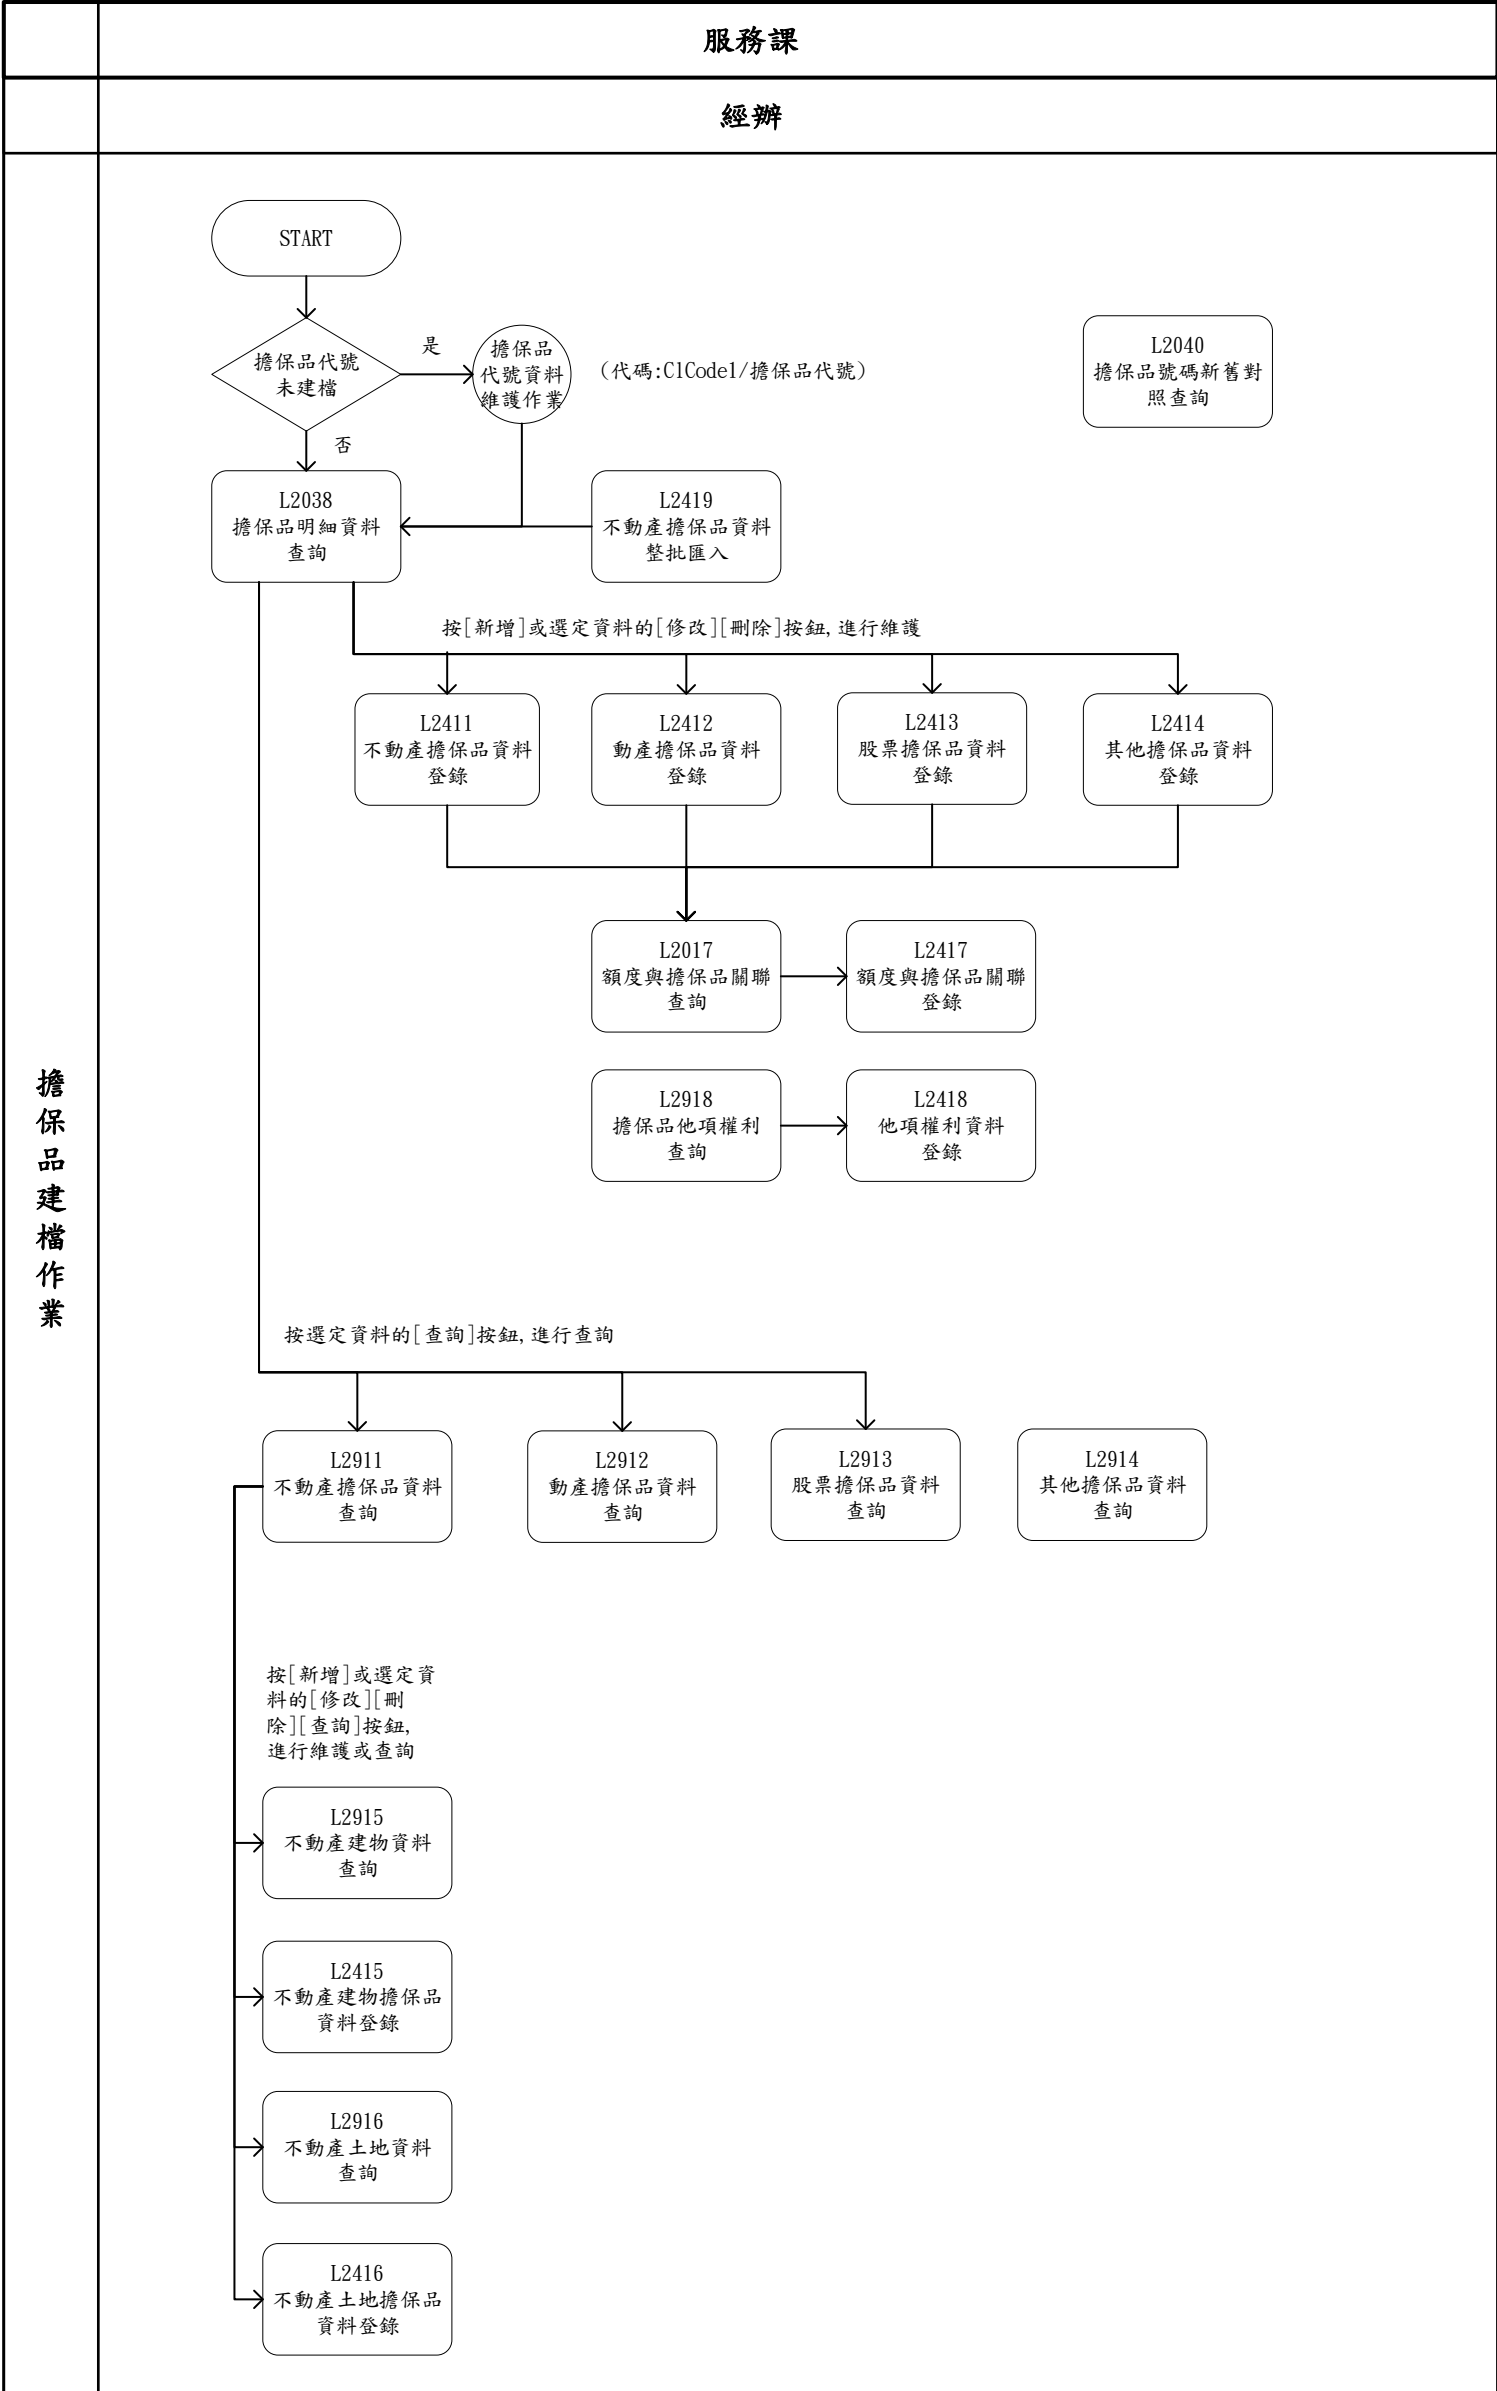 服務課
經辦
擔保品建檔作業
START
擔保品代號
未建檔
是
擔保品
代號資料
維護作業
(代碼:ClCode1/擔保品代號)
L2040
擔保品號碼新舊對
照查詢
否
L2038
擔保品明細資料
查詢
L2419
不動產擔保品資料
整批匯入
按[新增]或選定資料的[修改][刪除]按鈕,進行維護
L2411
不動產擔保品資料
登錄
L2412
動產擔保品資料
登錄
L2413
股票擔保品資料
登錄
L2414
其他擔保品資料
登錄
L2017
額度與擔保品關聯
查詢
L2417
額度與擔保品關聯
登錄
L2918
擔保品他項權利
查詢
L2418
他項權利資料
登錄
按選定資料的[查詢]按鈕,進行查詢
L2911
不動產擔保品資料
查詢
L2912
動產擔保品資料
查詢
L2913
股票擔保品資料
查詢
L2914
其他擔保品資料
查詢
按[新增]或選定資
料的[修改][刪
除][查詢]按鈕,
進行維護或查詢
L2915
不動產建物資料
查詢
L2415
不動產建物擔保品
資料登錄
L2916
不動產土地資料
查詢
L2416
不動產土地擔保品
資料登錄